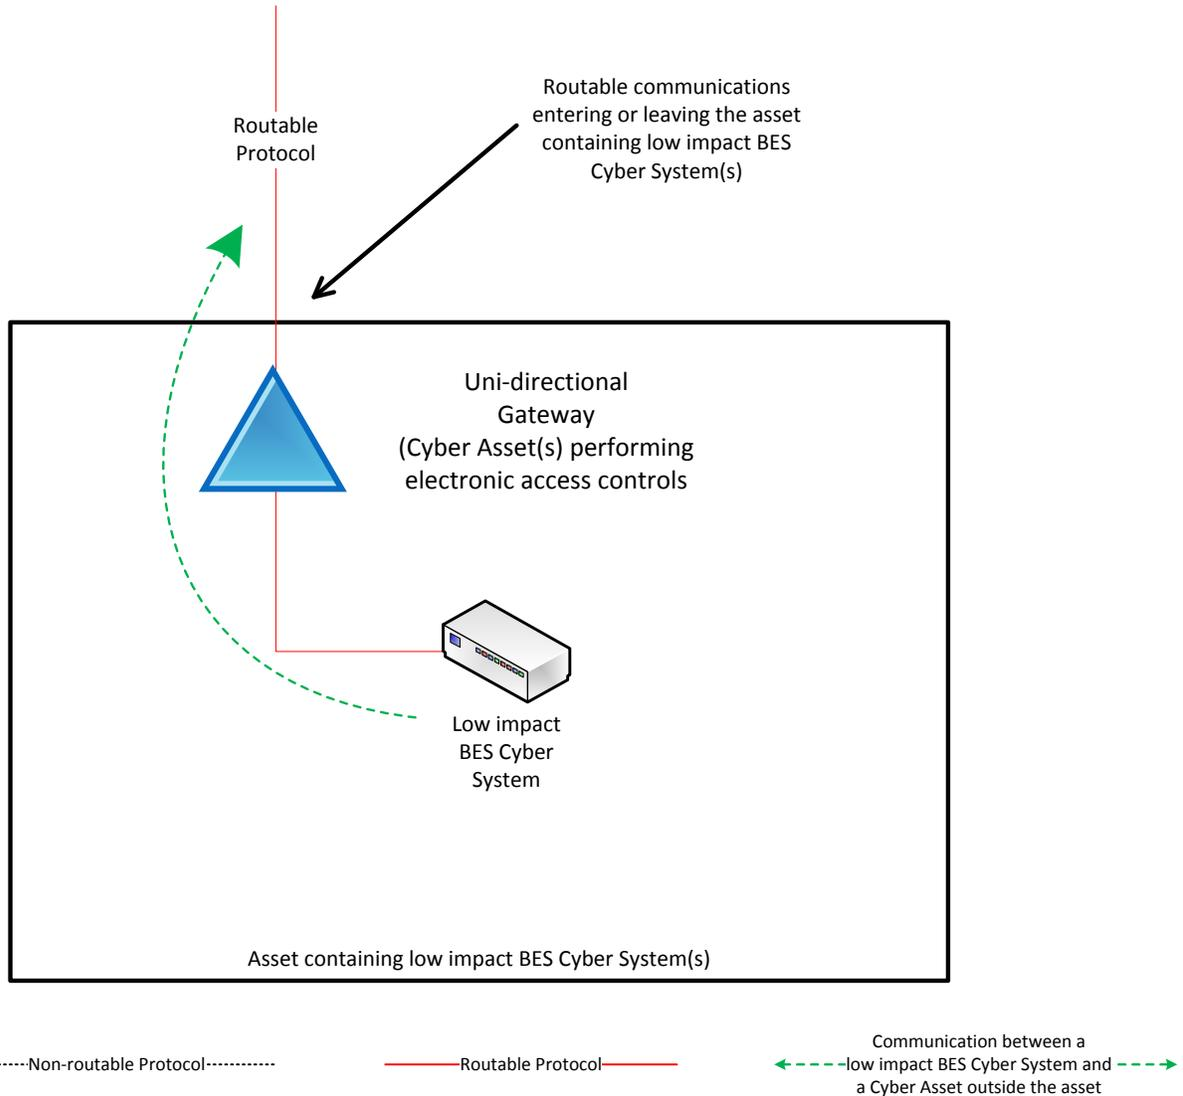 Routable communications
entering or leaving the asset
containing low impact BES
Cyber System(s)
Routable
Protocol
Uni-directional
Gateway
(Cyber Asset(s) performing
electronic access controls
Low impact
BES Cyber
System
Asset containing low impact BES Cyber System(s)
Non-routable Protocol
Routable Protocol
Communication between a
low impact BES Cyber System and
a Cyber Asset outside the asset